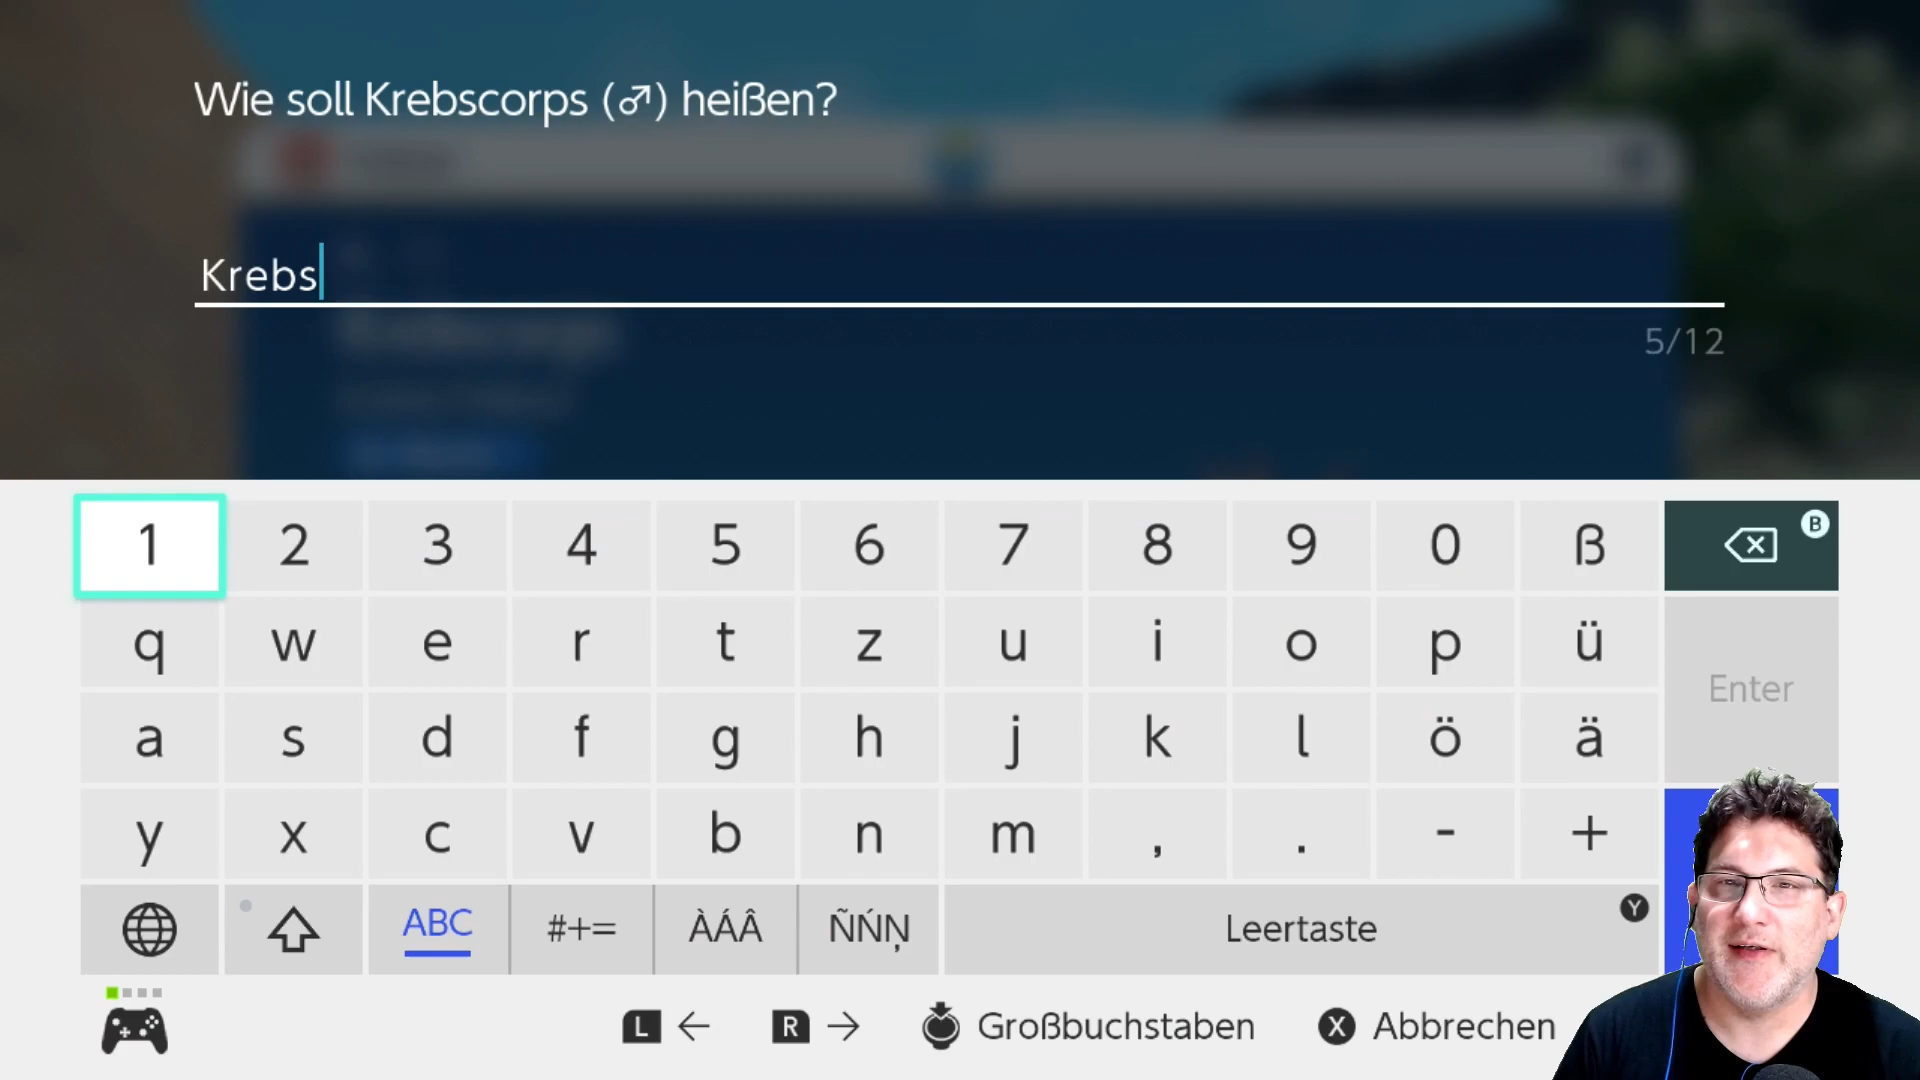 Wie soll Krebscorps (♂) heißen?
Krebs
5/12
1 2 3 4 5 6 7 8 9 0 ß B
q w e r t z u i o p ü
Enter
a s d f g h j k l ö ä
y x c v b n m , . - +
ABC #+= ÀÁÂ ÑŃŅ Leertaste Y
L ← R → Großbuchstaben X Abbrechen